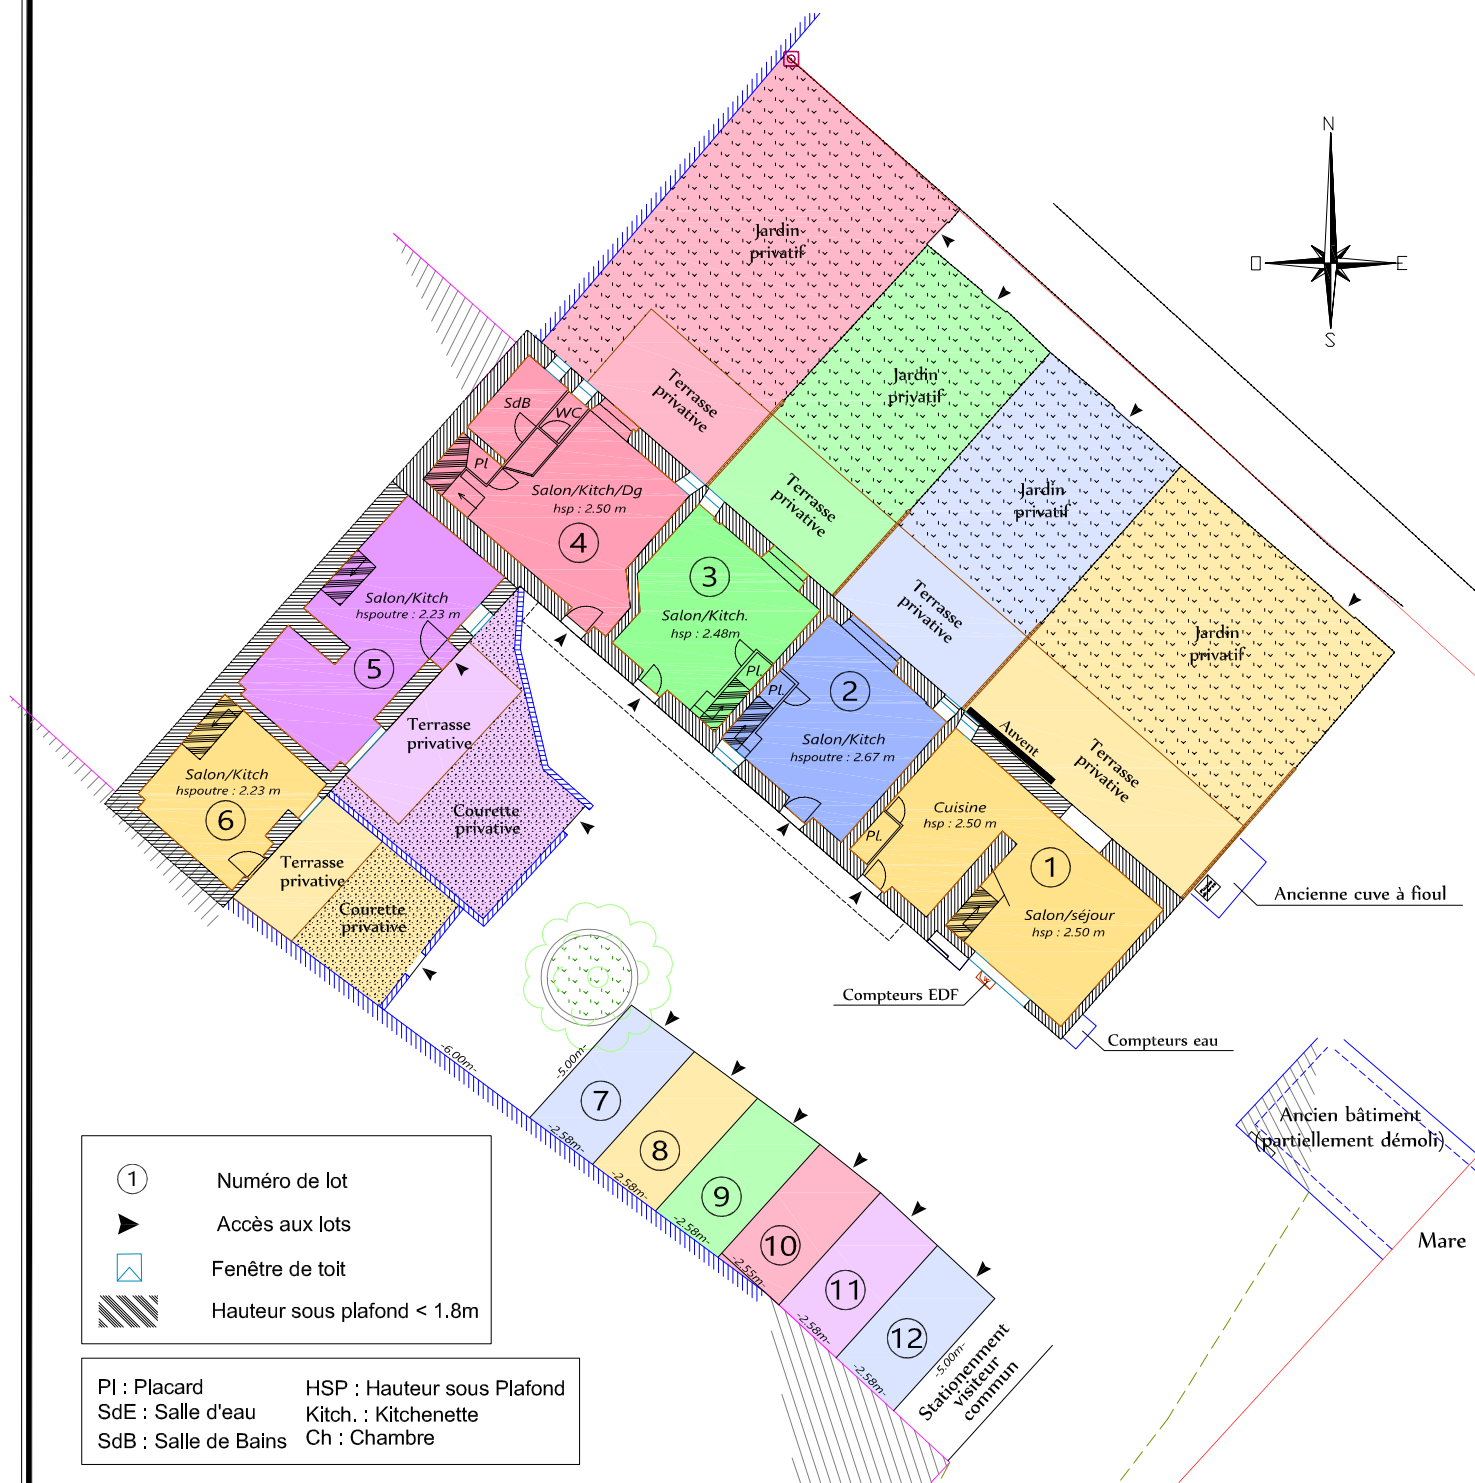 N
O
E
S
Jardin
privatif
Jardin
privatif
Jardin
privatif
Jardin
privatif
Terrasse
privative
Terrasse
privative
Terrasse
privative
Terrasse
privative
Auvent
SdB
WC
Pl
Salon/Kitch/Dg
hsp : 2.50 m
4
3
Salon/Kitch.
hsp : 2.48m
Pl
Pl
2
Salon/Kitch
hspoutre : 2.67 m
Cuisine
hsp : 2.50 m
Pl.
1
Salon/séjour
hsp : 2.50 m
Salon/Kitch
hspoutre : 2.23 m
5
Terrasse
privative
Courette
privative
Salon/Kitch
hspoutre : 2.23 m
6
Terrasse
privative
Courette
privative
Ancienne cuve à fioul
Compteurs EDF
Compteurs eau
Ancien bâtiment
(partiellement démoli)
Mare
-6.00m-
-5.00m-
7
-2.58m-
8
-2.58m-
9
-2.58m-
10
-2.55m-
11
-2.58m-
12
-2.58m-
-5.00m-
Stationenment
visiteur
commun
1
Numéro de lot
Accès aux lots
Fenêtre de toit
Hauteur sous plafond < 1.8m
Pl : Placard
SdE : Salle d'eau
SdB : Salle de Bains
HSP : Hauteur sous Plafond
Kitch. : Kitchenette
Ch : Chambre